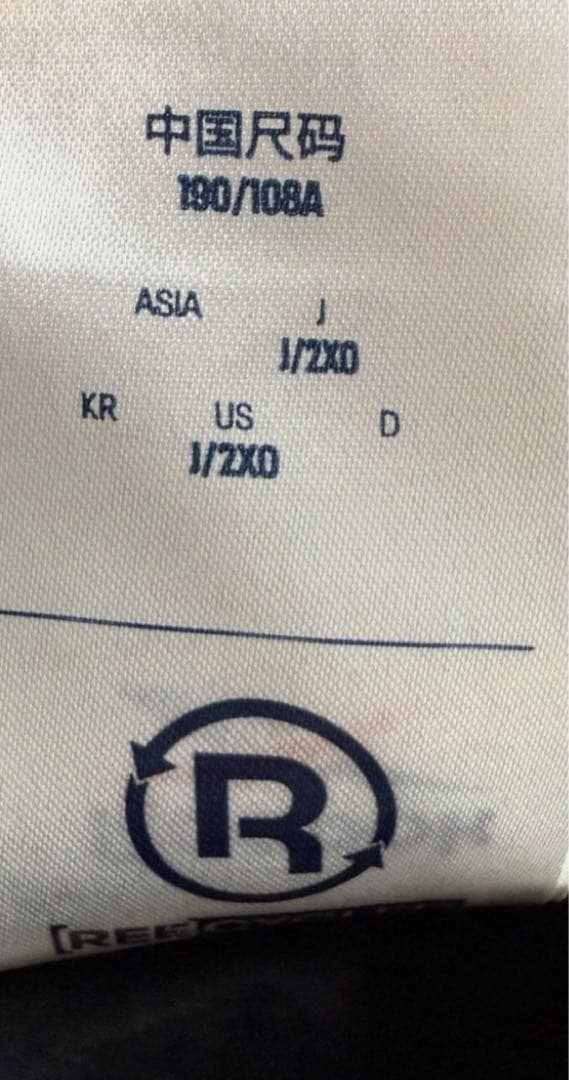 中国尺码
190/108A
ASIA J
J/2XO
KR US D
J/2XO
R